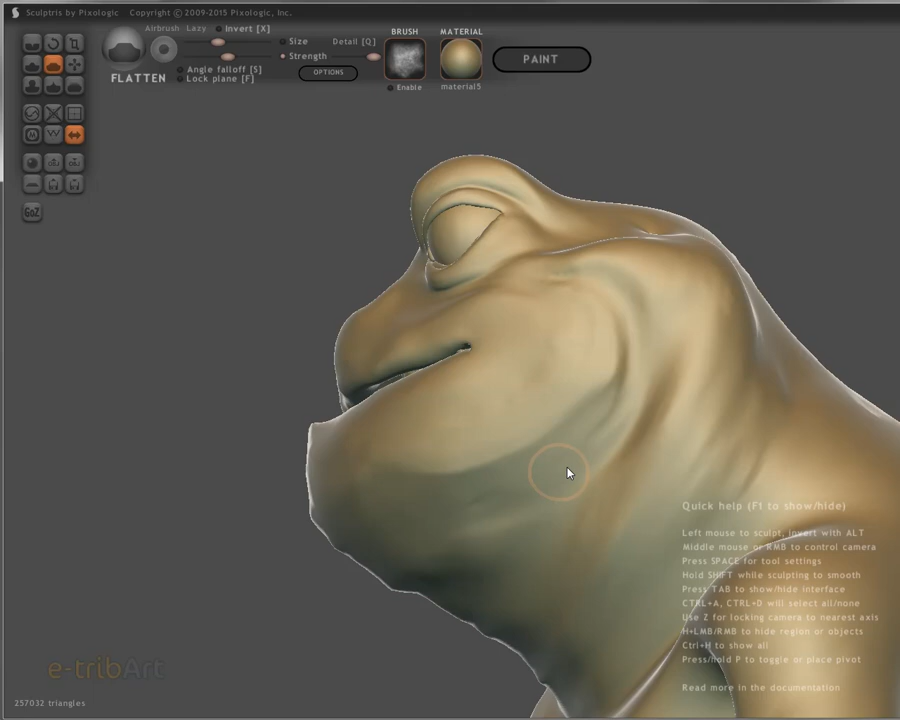 Sculptris by Pixologic Copyright © 2009-2015 Pixologic, Inc.
Airbrush Lazy Invert [X]
Size Detail [Q]
Strength
FLATTEN
Angle falloff [S]
Lock plane [F]
OPTIONS
BRUSH
Enable
MATERIAL
material5
PAINT
GoZ
Quick help (F1 to show/hide)
Left mouse to sculpt, invert with ALT
Middle mouse or RMB to control camera
Press SPACE for tool settings
Hold SHIFT while sculpting to smooth
Press TAB to show/hide interface
CTRL+A, CTRL+D will select all/none
Use Z for locking camera to nearest axis
H+LMB/RMB to hide region or objects
Ctrl+H to show all
Press/hold P to toggle or place pivot
Read more in the documentation
e-tribArt
257032 triangles